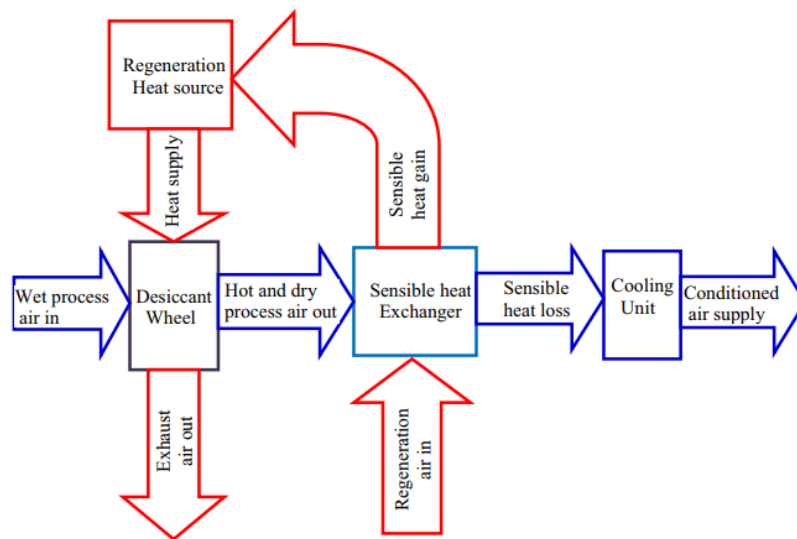 Regeneration
Heat source
Heat supply
Sensible
heat gain
Wet process
air in
Desiccant
Wheel
Hot and dry
process air out
Sensible heat
Exchanger
Sensible
heat loss
Cooling
Unit
Conditioned
air supply
Exhaust
air out
Regeneration
air in